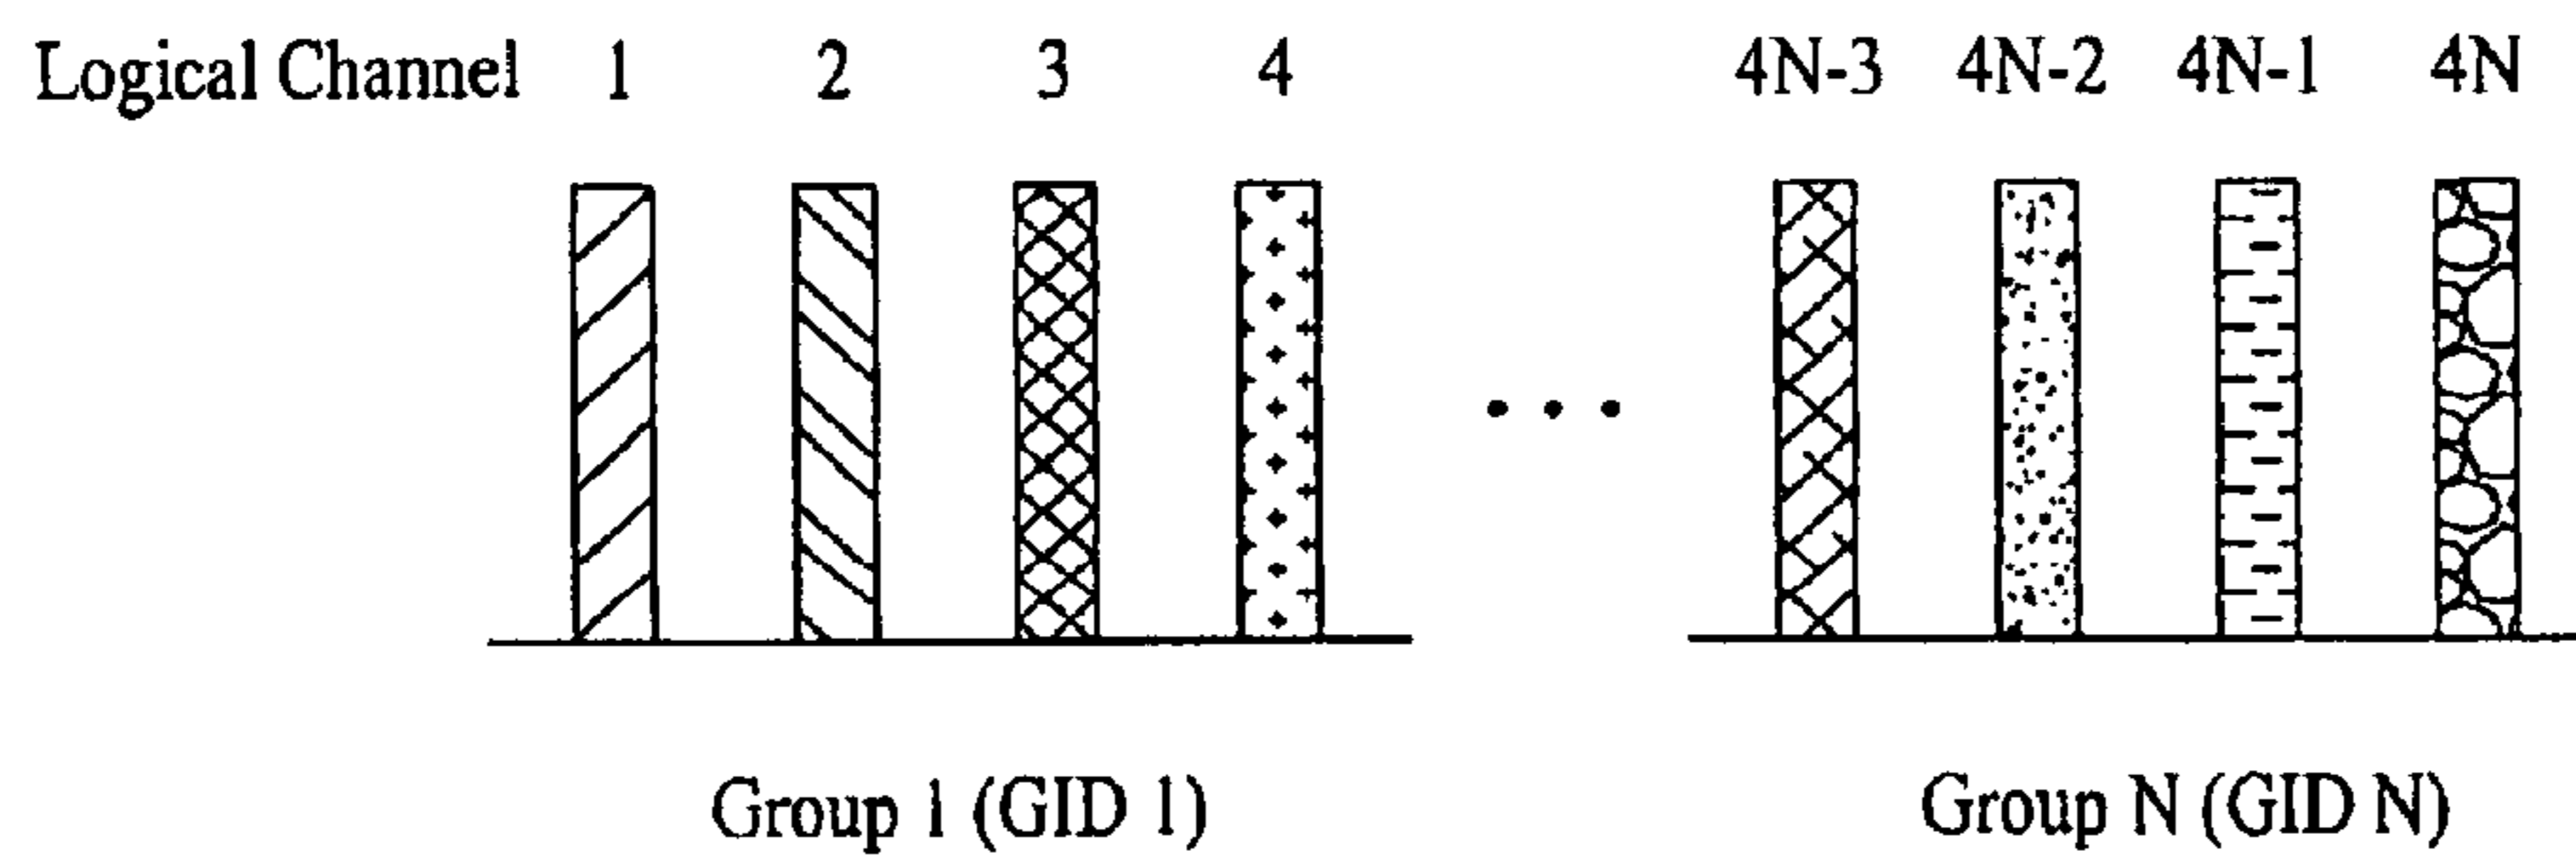 Logical Channel 1 2 3 4 4N-3 4N-2 4N-1 4N
Group 1 (GID 1) Group N (GID N)